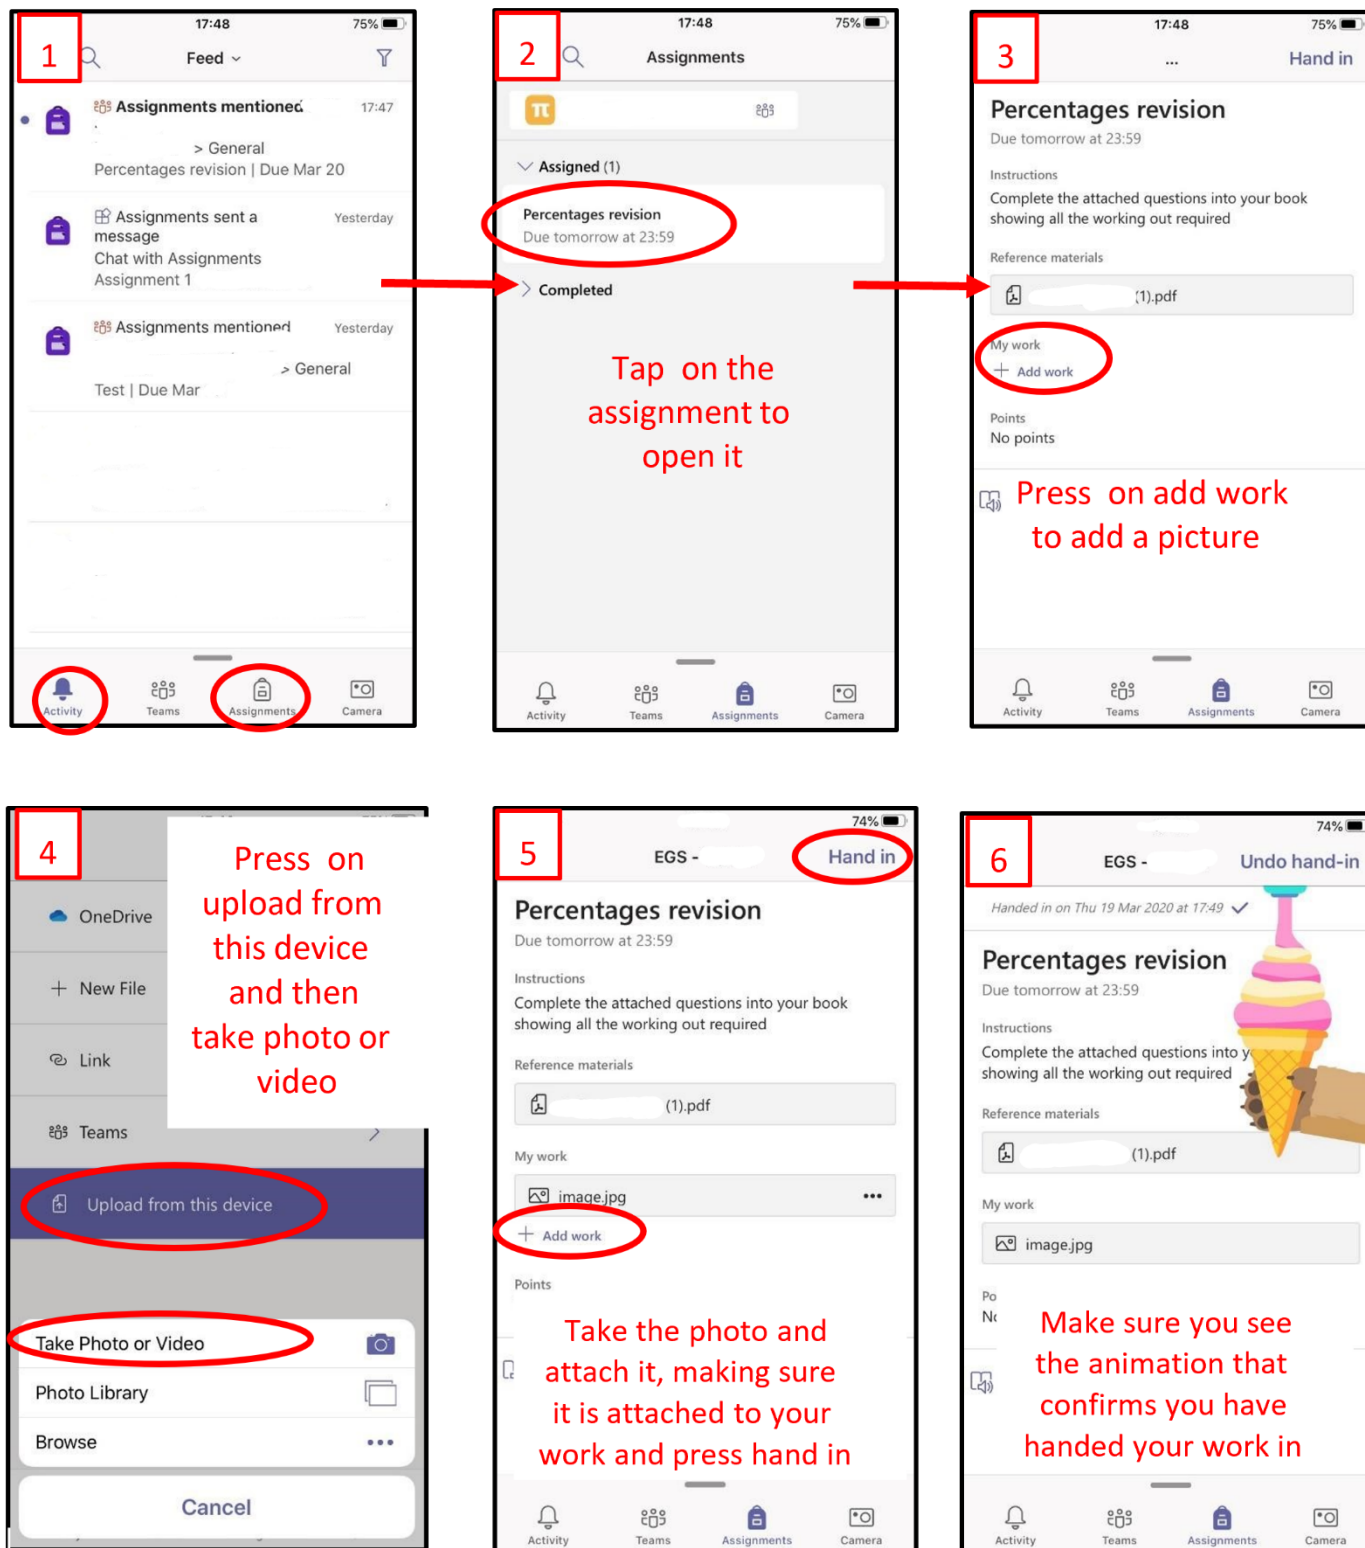 1
17:48
75%
Feed
Assignments mentioned
17:47
> General
Percentages revision | Due Mar 20
Assignments sent a
Yesterday
message
Chat with Assignments
Assignment 1
Assignments mentioned
Yesterday
> General
Test | Due Mar
Activity
Teams
Assignments
Camera
2
17:48
75%
Assignments
π
Assigned (1)
Percentages revision
Due tomorrow at 23:59
Completed
Tap on the
assignment to
open it
Activity
Teams
Assignments
Camera
3
17:48
75%
...
Hand in
Percentages revision
Due tomorrow at 23:59
Instructions
Complete the attached questions into your book
showing all the working out required
Reference materials
(1).pdf
My work
+ Add work
Points
No points
Press on add work
to add a picture
Activity
Teams
Assignments
Camera
4
Press on
upload from
this device
and then
take photo or
video
OneDrive
+ New File
Link
Teams
Upload from this device
Take Photo or Video
Photo Library
Browse
Cancel
5
74%
EGS -
Hand in
Percentages revision
Due tomorrow at 23:59
Instructions
Complete the attached questions into your book
showing all the working out required
Reference materials
(1).pdf
My work
image.jpg
+ Add work
Points
Take the photo and
attach it, making sure
it is attached to your
work and press hand in
Activity
Teams
Assignments
Camera
6
74%
EGS -
Undo hand-in
Handed in on Thu 19 Mar 2020 at 17:49
Percentages revision
Due tomorrow at 23:59
Instructions
Complete the attached questions into
showing all the working out required
Reference materials
(1).pdf
My work
image.jpg
Make sure you see
the animation that
confirms you have
handed your work in
Activity
Teams
Assignments
Camera